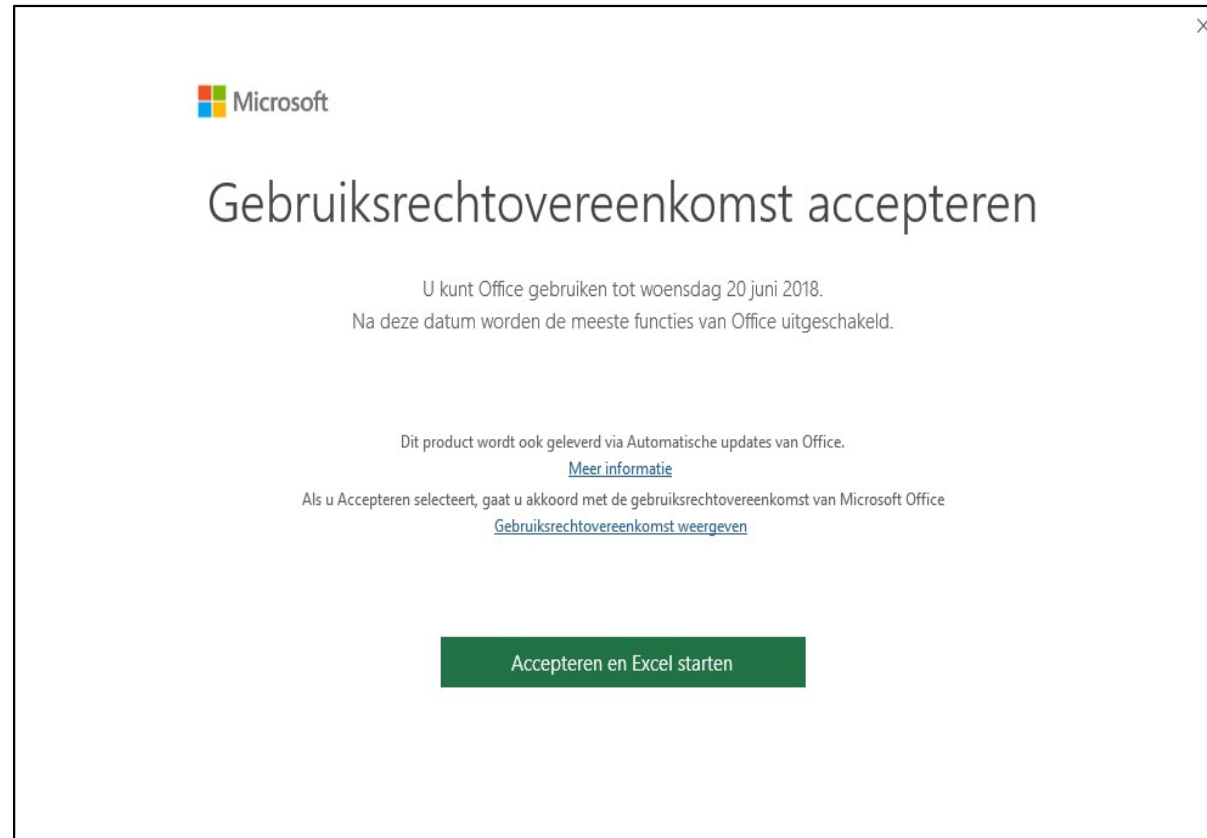 Microsoft
Gebruiksrechtovereenkomst accepteren
U kunt Office gebruiken tot woensdag 20 juni 2018.
Na deze datum worden de meeste functies van Office uitgeschakeld.
Dit product wordt ook geleverd via Automatische updates van Office.
Meer informatie
Als u Accepteren selecteert, gaat u akkoord met de gebruiksrechtovereenkomst van Microsoft Office
Gebruiksrechtovereenkomst weergeven
Accepteren en Excel starten